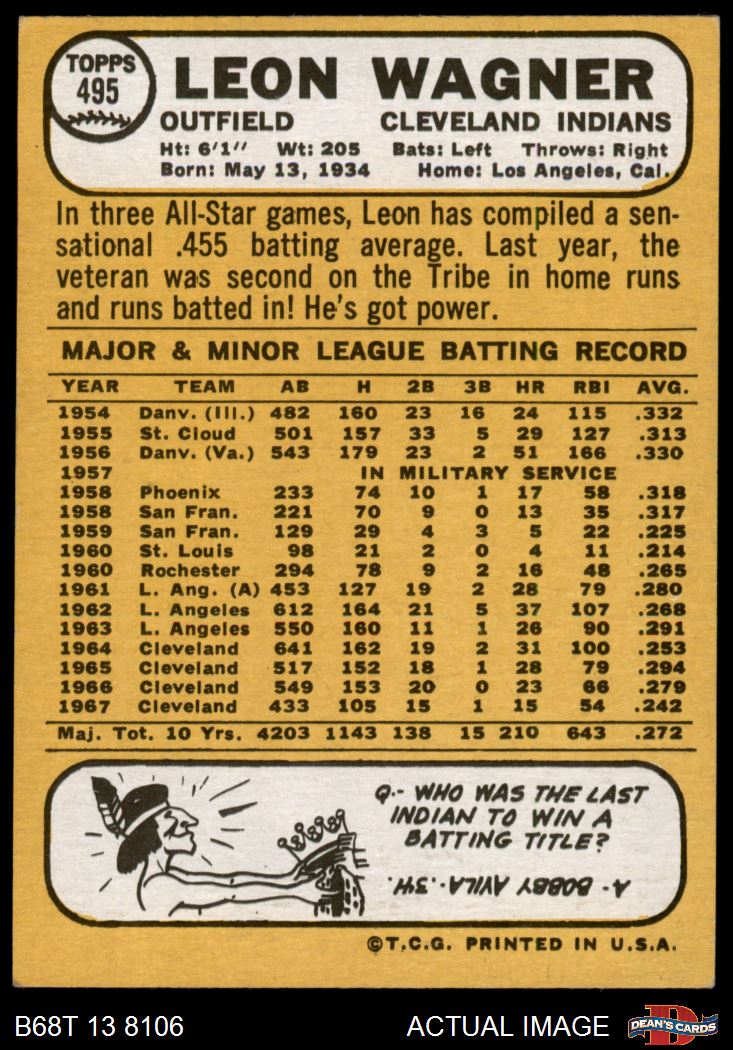 TOPPS
495
LEON WAGNER
OUTFIELD CLEVELAND INDIANS
Ht: 6'1" Wt: 205 Bats: Left Throws: Right
Born: May 13, 1934 Home: Los Angeles, Cal.
In three All-Star games, Leon has compiled a sen-
sational .455 batting average. Last year, the
veteran was second on the Tribe in home runs
and runs batted in! He's got power.
MAJOR & MINOR LEAGUE BATTING RECORD
YEAR TEAM AB H 2B 3B HR RBI AVG.
1954 Danv. (Ill.) 482 160 23 16 24 115 .332
1955 St. Cloud 501 157 33 5 29 127 .313
1956 Danv. (Va.) 543 179 23 2 51 166 .330
1957 IN MILITARY SERVICE
1958 Phoenix 233 74 10 1 17 58 .318
1958 San Fran. 221 70 9 0 13 35 .317
1959 San Fran. 129 29 4 3 5 22 .225
1960 St. Louis 98 21 2 0 4 11 .214
1960 Rochester 294 78 9 2 16 48 .265
1961 L. Ang. (A) 453 127 19 2 28 79 .280
1962 L. Angeles 612 164 21 5 37 107 .268
1963 L. Angeles 550 160 11 1 26 90 .291
1964 Cleveland 641 162 19 2 31 100 .253
1965 Cleveland 517 152 18 1 28 79 .294
1966 Cleveland 549 153 20 0 23 66 .279
1967 Cleveland 433 105 15 1 15 54 .242
Maj. Tot. 10 Yrs. 4203 1143 138 15 210 643 .272
Q-- WHO WAS THE LAST
INDIAN TO WIN A
BATTING TITLE?
A- BOBBY AVILA-.341.
©T.C.G. PRINTED IN U.S.A.
B68T 13 8106 ACTUAL IMAGE DEAN'S CARDS